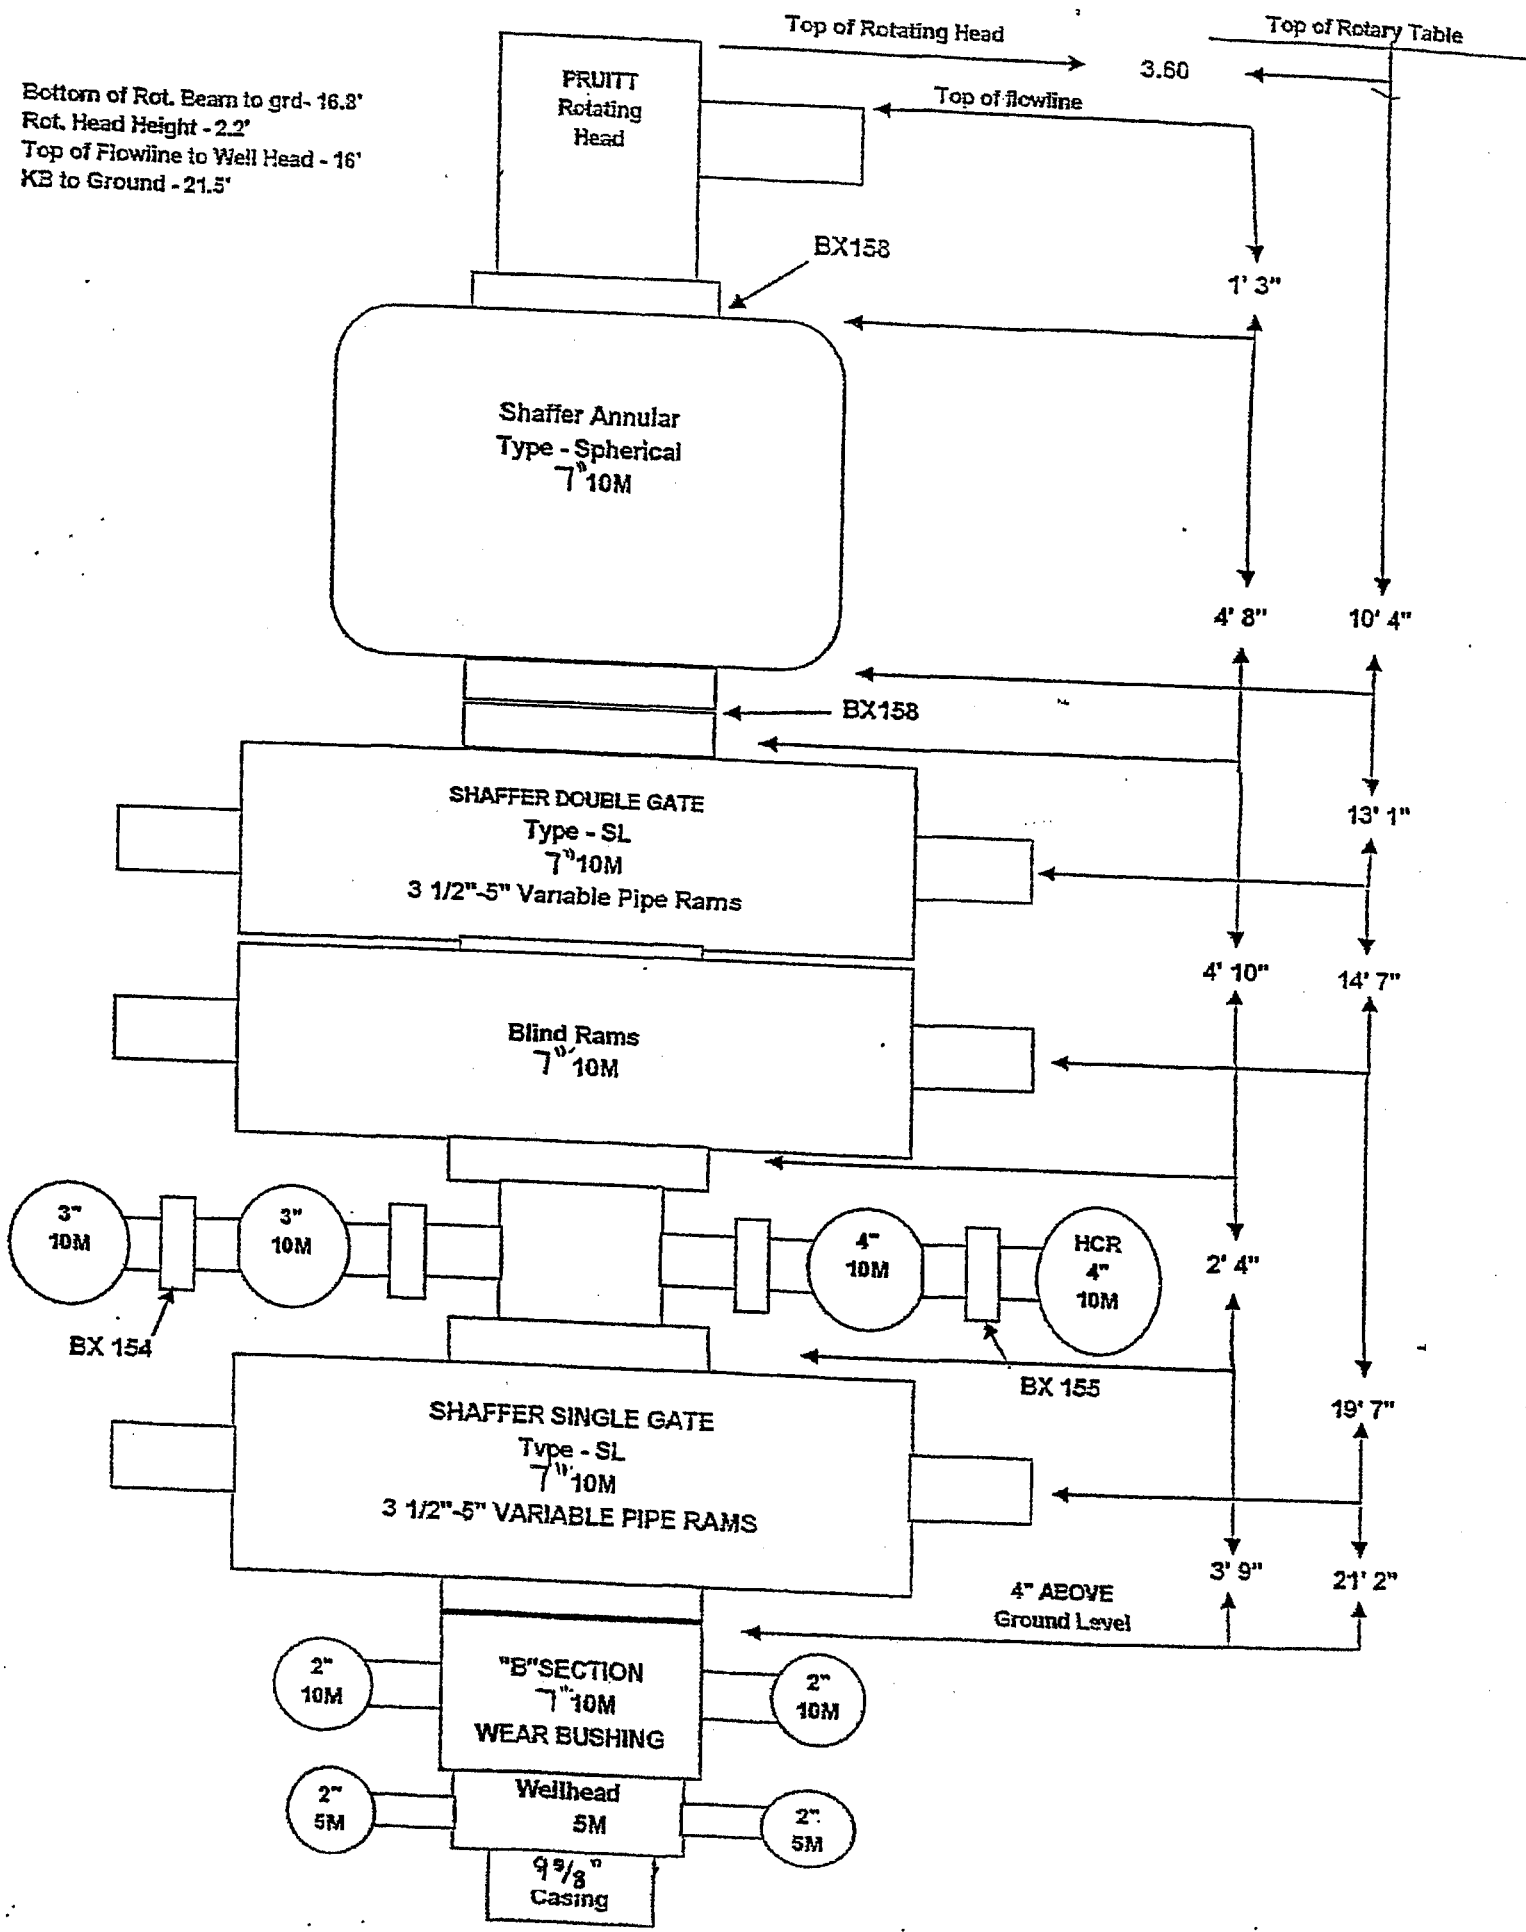 Top of Rotating Head
Top of Rotary Table
3.60
Bottom of Rot. Beam to grd- 16.8'
Rot. Head Height - 2.2'
Top of Flowline to Well Head - 16'
KB to Ground - 21.5'
PRUITT
Rotating
Head
Top of flowline
BX158
1' 3"
Shaffer Annular
Type - Spherical
7" 10M
4' 8"
10' 4"
BX158
SHAFFER DOUBLE GATE
Type - SL
7" 10M
3 1/2"-5" Variable Pipe Rams
13' 1"
4' 10"
14' 7"
Blind Rams
7" 10M
3"
10M
3"
10M
4"
10M
HCR
4"
10M
2' 4"
BX 154
BX 155
SHAFFER SINGLE GATE
Type - SL
7" 10M
3 1/2"-5" VARIABLE PIPE RAMS
19' 7"
3' 9"
21' 2"
4" ABOVE
Ground Level
2"
10M
"B"SECTION
7" 10M
WEAR BUSHING
2"
10M
2"
5M
Wellhead
5M
2"
5M
9 5/8"
Casing